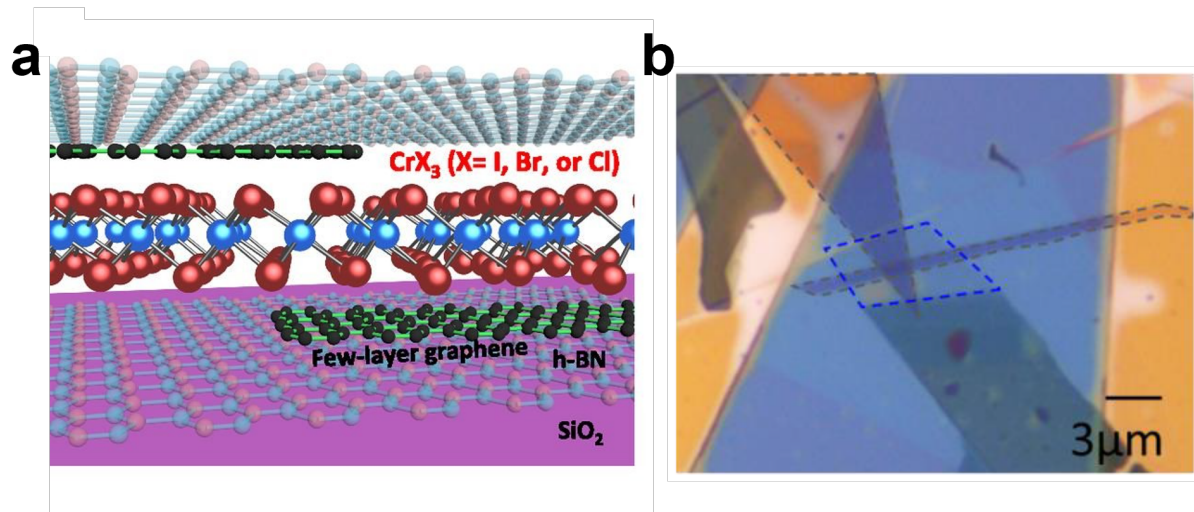 a
b
CrX₃ (X= I, Br, or Cl)
Few-layer graphene
h-BN
SiO₂
3μm